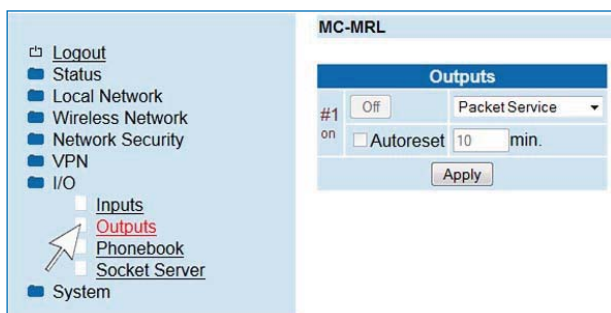 Logout
Status
Local Network
Wireless Network
Network Security
VPN
I/O
Inputs
Outputs
Phonebook
Socket Server
System
MC-MRL
Outputs
#1 on
Off
Packet Service
Autoreset 10 min.
Apply